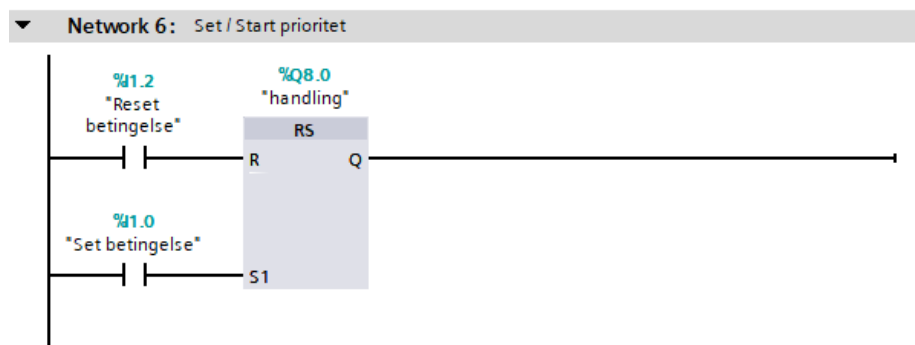 Network 6: Set / Start prioritet
%I1.2
"Reset
betingelse"
%Q8.0
"handling"
RS
R
Q
%I1.0
"Set betingelse"
S1